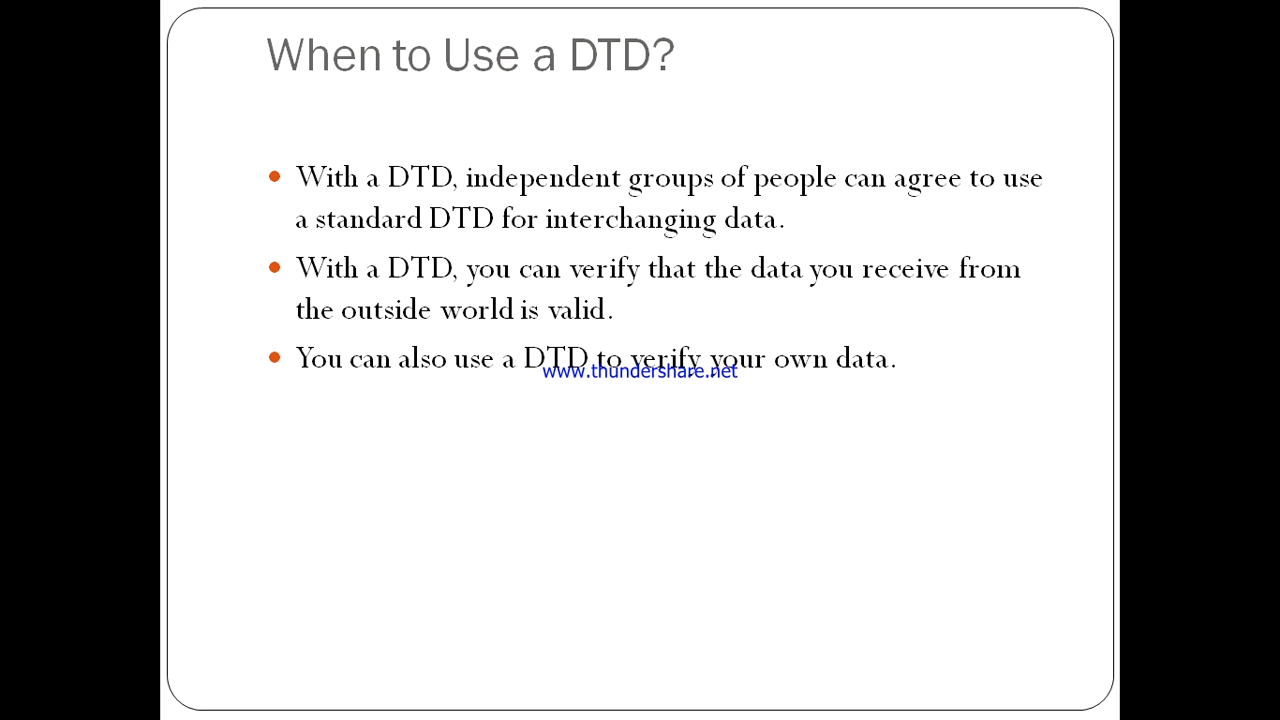 When to Use a DTD?
With a DTD, independent groups of people can agree to use
a standard DTD for interchanging data.
With a DTD, you can verify that the data you receive from
the outside world is valid.
You can also use a DTD to verify your own data.
www.thundershare.net